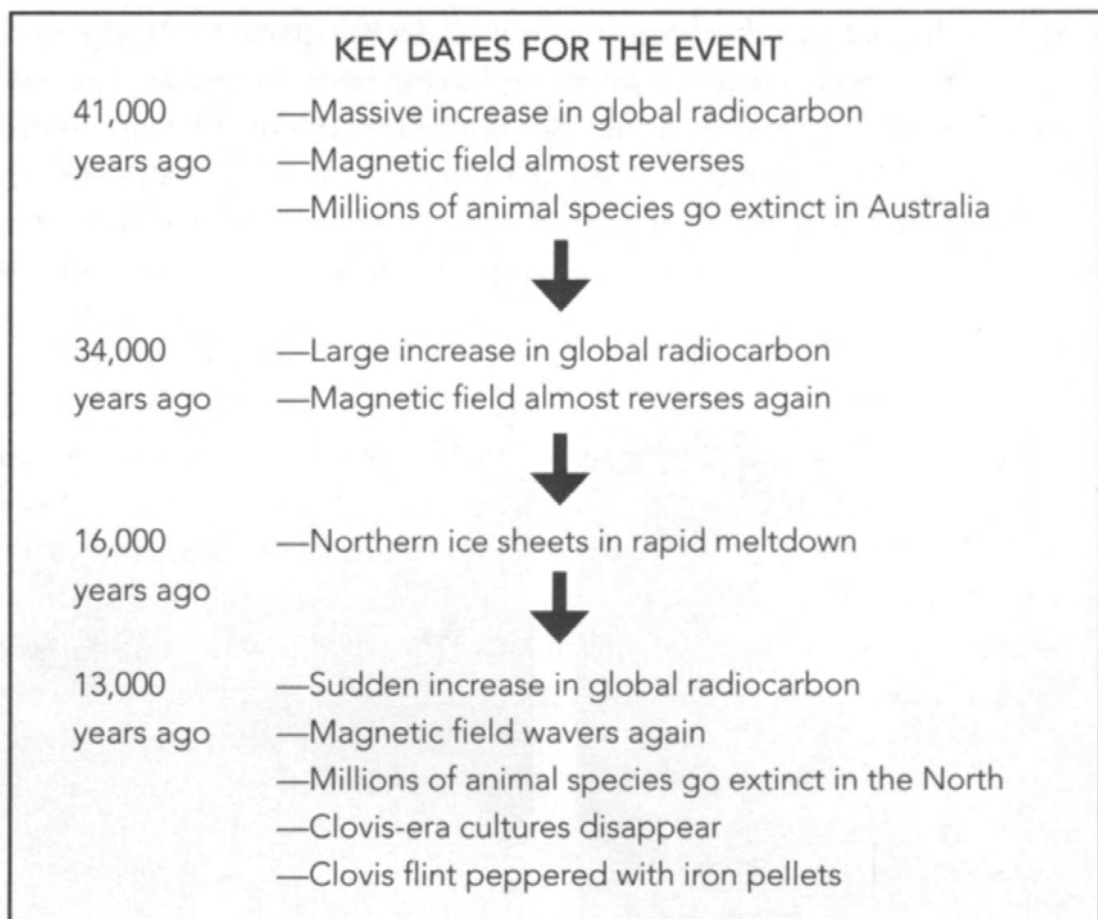 KEY DATES FOR THE EVENT
41,000 —Massive increase in global radiocarbon
years ago —Magnetic field almost reverses
—Millions of animal species go extinct in Australia
34,000 —Large increase in global radiocarbon
years ago —Magnetic field almost reverses again
16,000 —Northern ice sheets in rapid meltdown
years ago
13,000 —Sudden increase in global radiocarbon
years ago —Magnetic field wavers again
—Millions of animal species go extinct in the North
—Clovis-era cultures disappear
—Clovis flint peppered with iron pellets